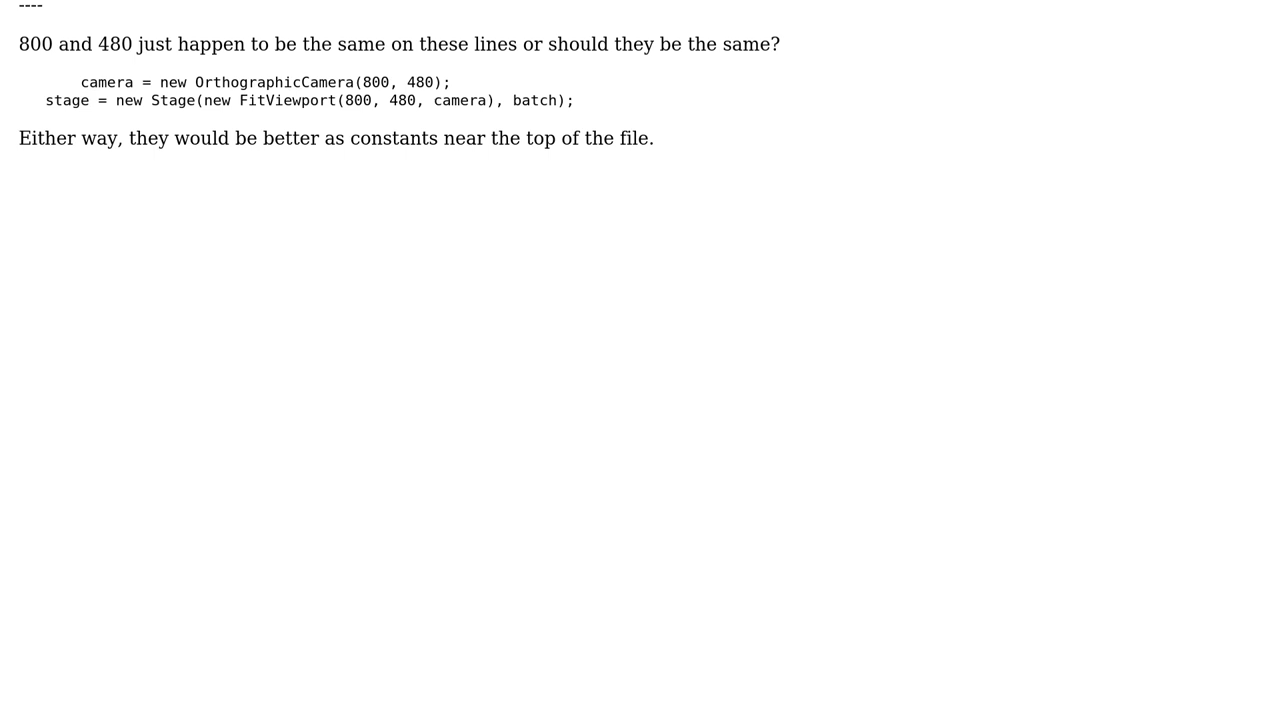 ----
800 and 480 just happen to be the same on these lines or should they be the same?
camera = new OrthographicCamera(800, 480);
stage = new Stage(new FitViewport(800, 480, camera), batch);
Either way, they would be better as constants near the top of the file.